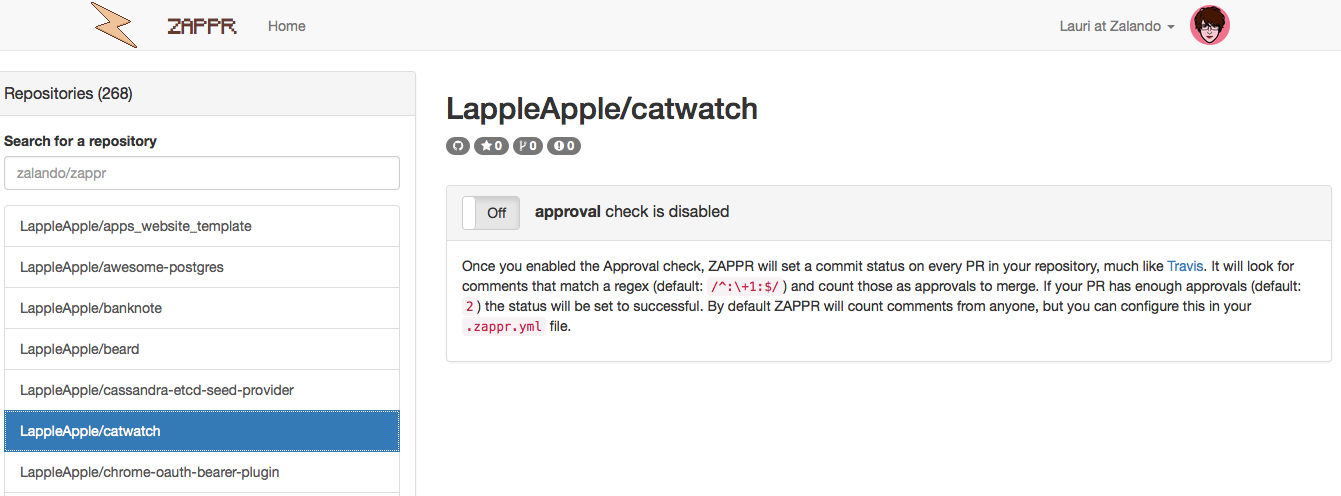 ZAPPR Home Lauri at Zalando
Repositories (268)
Search for a repository
zalando/zappr
LappleApple/apps_website_template
LappleApple/awesome-postgres
LappleApple/banknote
LappleApple/beard
LappleApple/cassandra-etcd-seed-provider
LappleApple/catwatch
LappleApple/chrome-oauth-bearer-plugin
LappleApple/catwatch
0 0 0
Off approval check is disabled
Once you enabled the Approval check, ZAPPR will set a commit status on every PR in your repository, much like Travis. It will look for
comments that match a regex (default: /^:\+1:$/) and count those as approvals to merge. If your PR has enough approvals (default:
2) the status will be set to successful. By default ZAPPR will count comments from anyone, but you can configure this in your
.zappr.yml file.